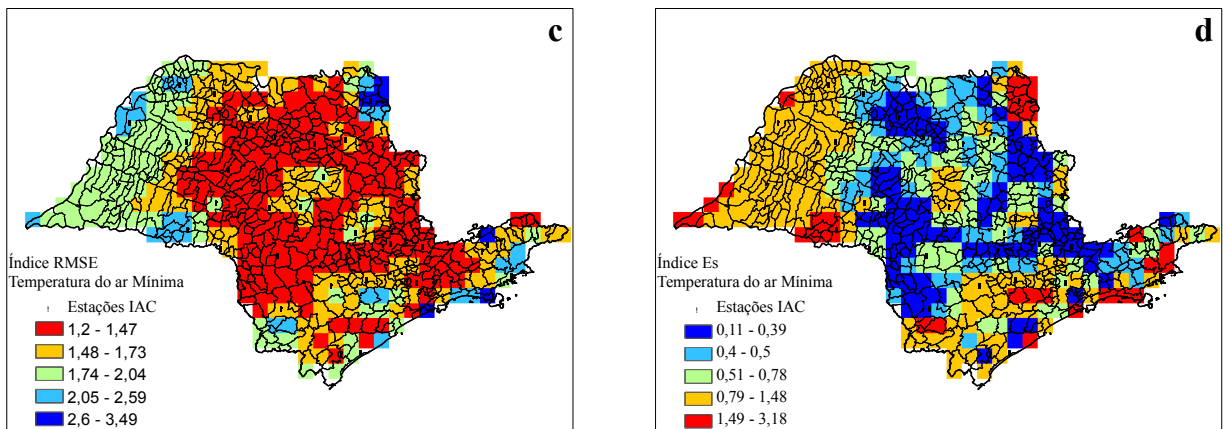 c
Índice RMSE
Temperatura do ar Mínima
Estações IAC
1,2 - 1,47
1,48 - 1,73
1,74 - 2,04
2,05 - 2,59
2,6 - 3,49
d
Índice Es
Temperatura do ar Mínima
Estações IAC
0,11 - 0,39
0,4 - 0,5
0,51 - 0,78
0,79 - 1,48
1,49 - 3,18